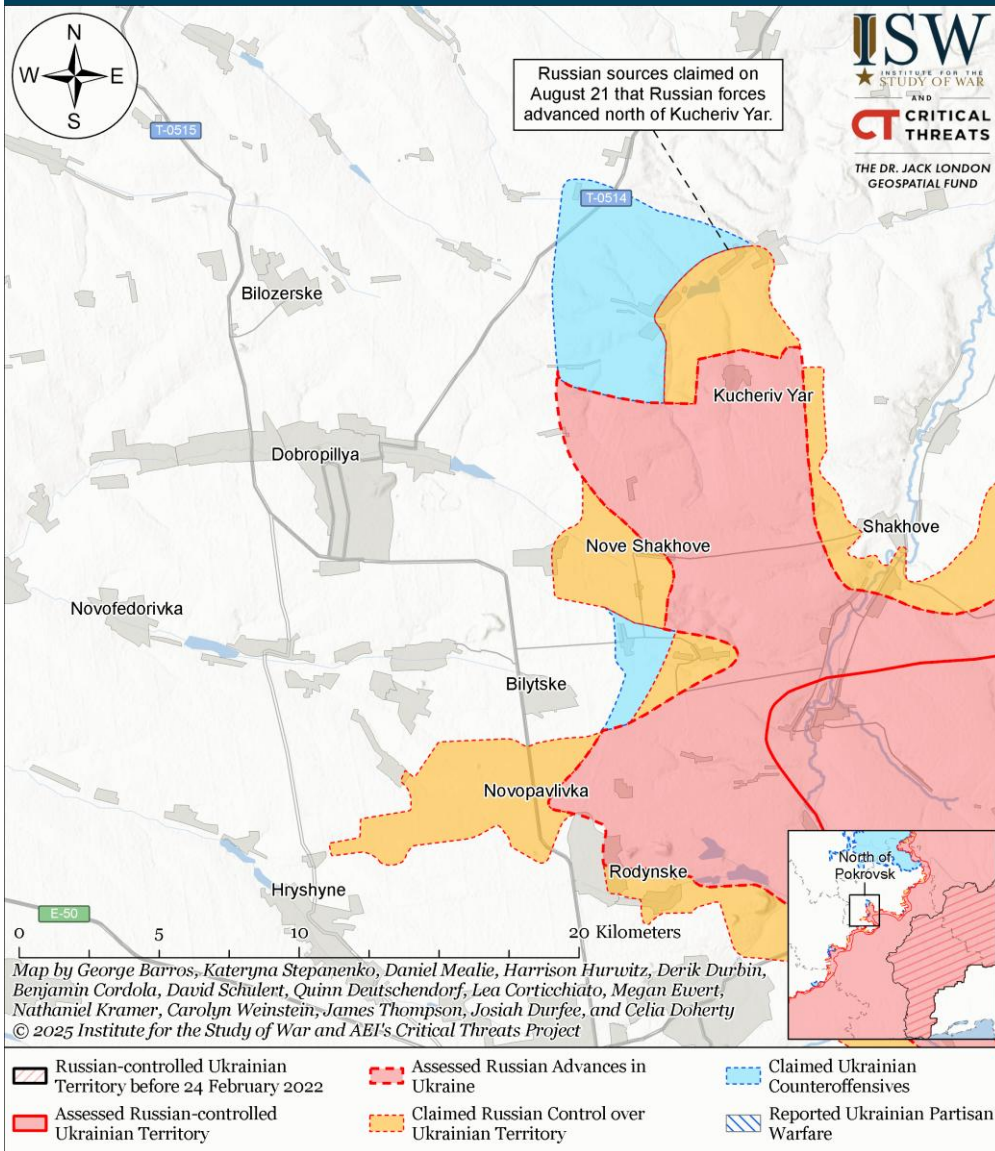 N
W
E
S
ISW
INSTITUTE FOR THE
STUDY OF WAR
AND
CT CRITICAL
THREATS
THE DR. JACK LONDON
GEOSPATIAL FUND
Russian sources claimed on
August 21 that Russian forces
advanced north of Kucheriv Yar.
T-0515
T-0514
Bilozerske
Kucheriv Yar
Dobropillya
Shakhove
Nove Shakhove
Novofedorivka
Bilytske
Novopavlivka
Rodynske
Hryshyne
E-50
North of
Pokrovsk
0 5 10 20 Kilometers
Map by George Barros, Kateryna Stepanenko, Daniel Mealie, Harrison Hurwitz, Derik Durbin,
Benjamin Cordola, David Schulert, Quinn Deutschendorf, Lea Corticchiato, Megan Ewert,
Nathaniel Kramer, Carolyn Weinstein, James Thompson, Josiah Durfee, and Celia Doherty
© 2025 Institute for the Study of War and AEI's Critical Threats Project
Russian-controlled Ukrainian
Territory before 24 February 2022
Assessed Russian-controlled
Ukrainian Territory
Assessed Russian Advances in
Ukraine
Claimed Russian Control over
Ukrainian Territory
Claimed Ukrainian
Counteroffensives
Reported Ukrainian Partisan
Warfare